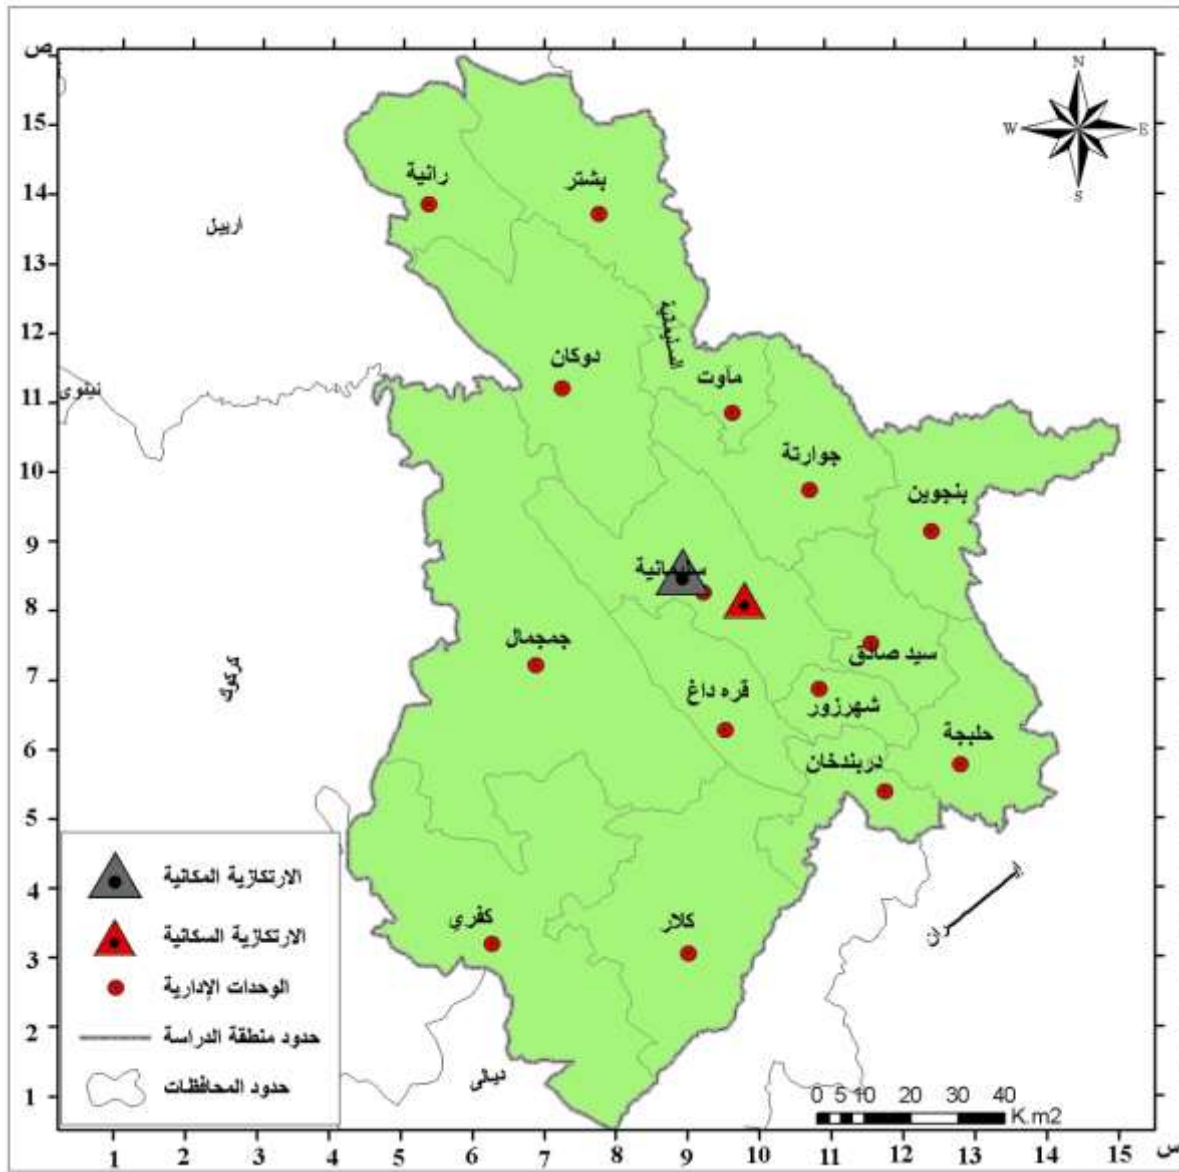 ص
15
14
13
12
11
10
9
8
7
6
5
4
3
2
1
N
W
E
S
رانية
بشتر
اربيل
السليمانية
دوكان
ماوت
نينوى
جوارتة
بنجوين
سليمانية
جمجمال
سيد صادق
كركوك
قره داغ
شهرزور
حلبجة
دربندخان
كفري
كلار
ديالى
الارتكازية المكانية
الارتكازية السكانية
الوحدات الإدارية
حدود منطقة الدراسة
حدود المحافظات
0 5 10 20 30 40
K.m2
1 2 3 4 5 6 7 8 9 10 11 12 13 14 15
س